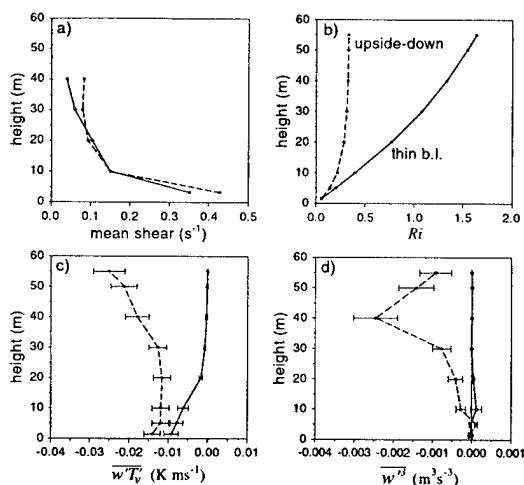 a)
60
50
40
30
20
10
0
height (m)
0.0 0.1 0.2 0.3 0.4 0.5
mean shear (s⁻¹)
b)
upside-down
thin b.l.
60
50
40
30
20
10
0
height (m)
0.0 0.5 1.0 1.5 2.0
Ri
c)
60
50
40
30
20
10
0
height (m)
-0.04 -0.03 -0.02 -0.01 0.00 0.01
w'T'ᵥ (K ms⁻¹)
d)
60
50
40
30
20
10
0
height (m)
-0.003 -0.002 -0.001 0.000 0.001
w'³ (m³s⁻³)